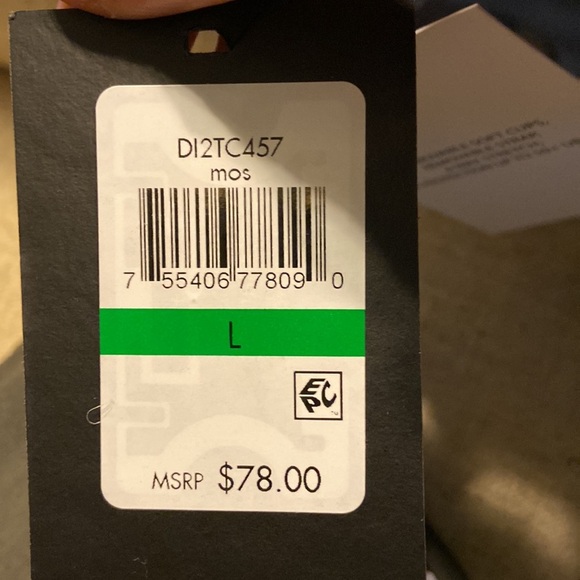 DI2TC457
mos
7 55406 77809 0
L
EPC
MSRP $78.00